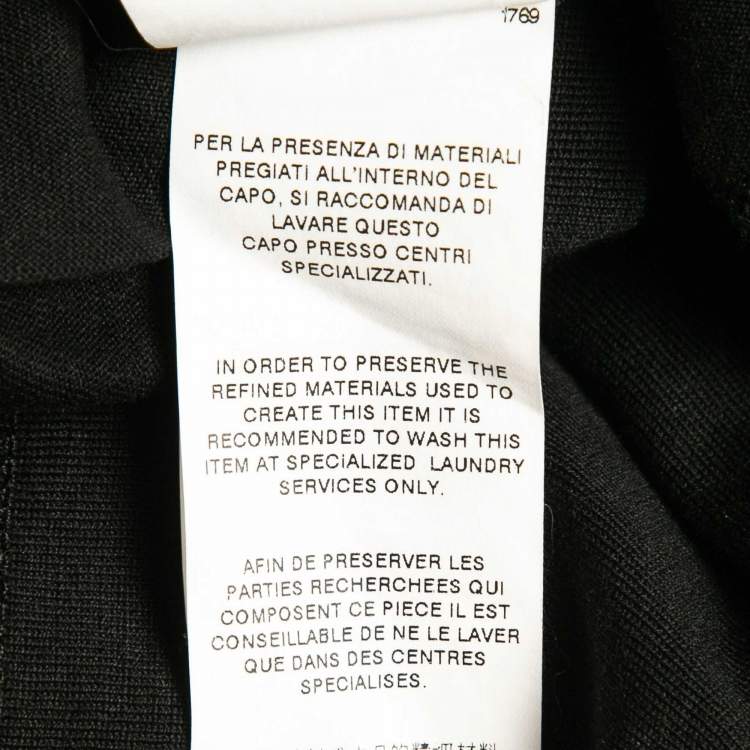 1769
PER LA PRESENZA DI MATERIALI
PREGIATI ALL'INTERNO DEL
CAPO, SI RACCOMANDA DI
LAVARE QUESTO
CAPO PRESSO CENTRI
SPECIALIZZATI.
IN ORDER TO PRESERVE THE
REFINED MATERIALS USED TO
CREATE THIS ITEM IT IS
RECOMMENDED TO WASH THIS
ITEM AT SPECIALIZED LAUNDRY
SERVICES ONLY.
AFIN DE PRESERVER LES
PARTIES RECHERCHEES QUI
COMPOSENT CE PIECE IL EST
CONSEILLABLE DE NE LE LAVER
QUE DANS DES CENTRES
SPECIALISES.